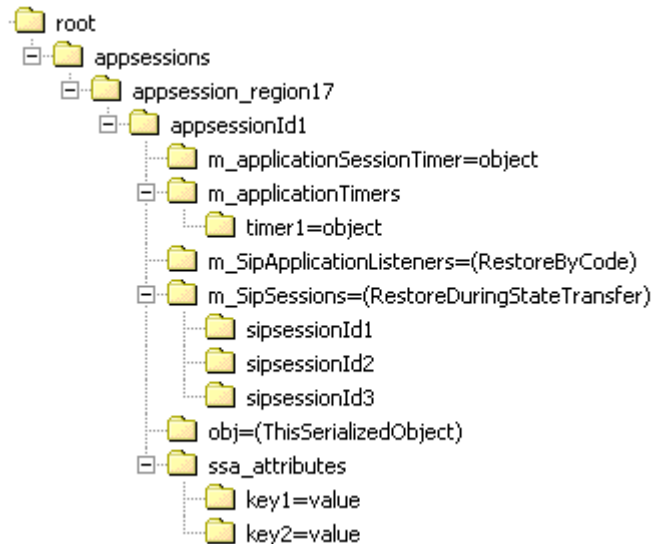 root
appsessions
appsession_region17
appsessionId1
m_applicationSessionTimer=object
m_applicationTimers
timer1=object
m_SipApplicationListeners=(RestoreByCode)
m_SipSessions=(RestoreDuringStateTransfer)
sipsessionId1
sipsessionId2
sipsessionId3
obj=(ThisSerializedObject)
ssa_attributes
key1=value
key2=value